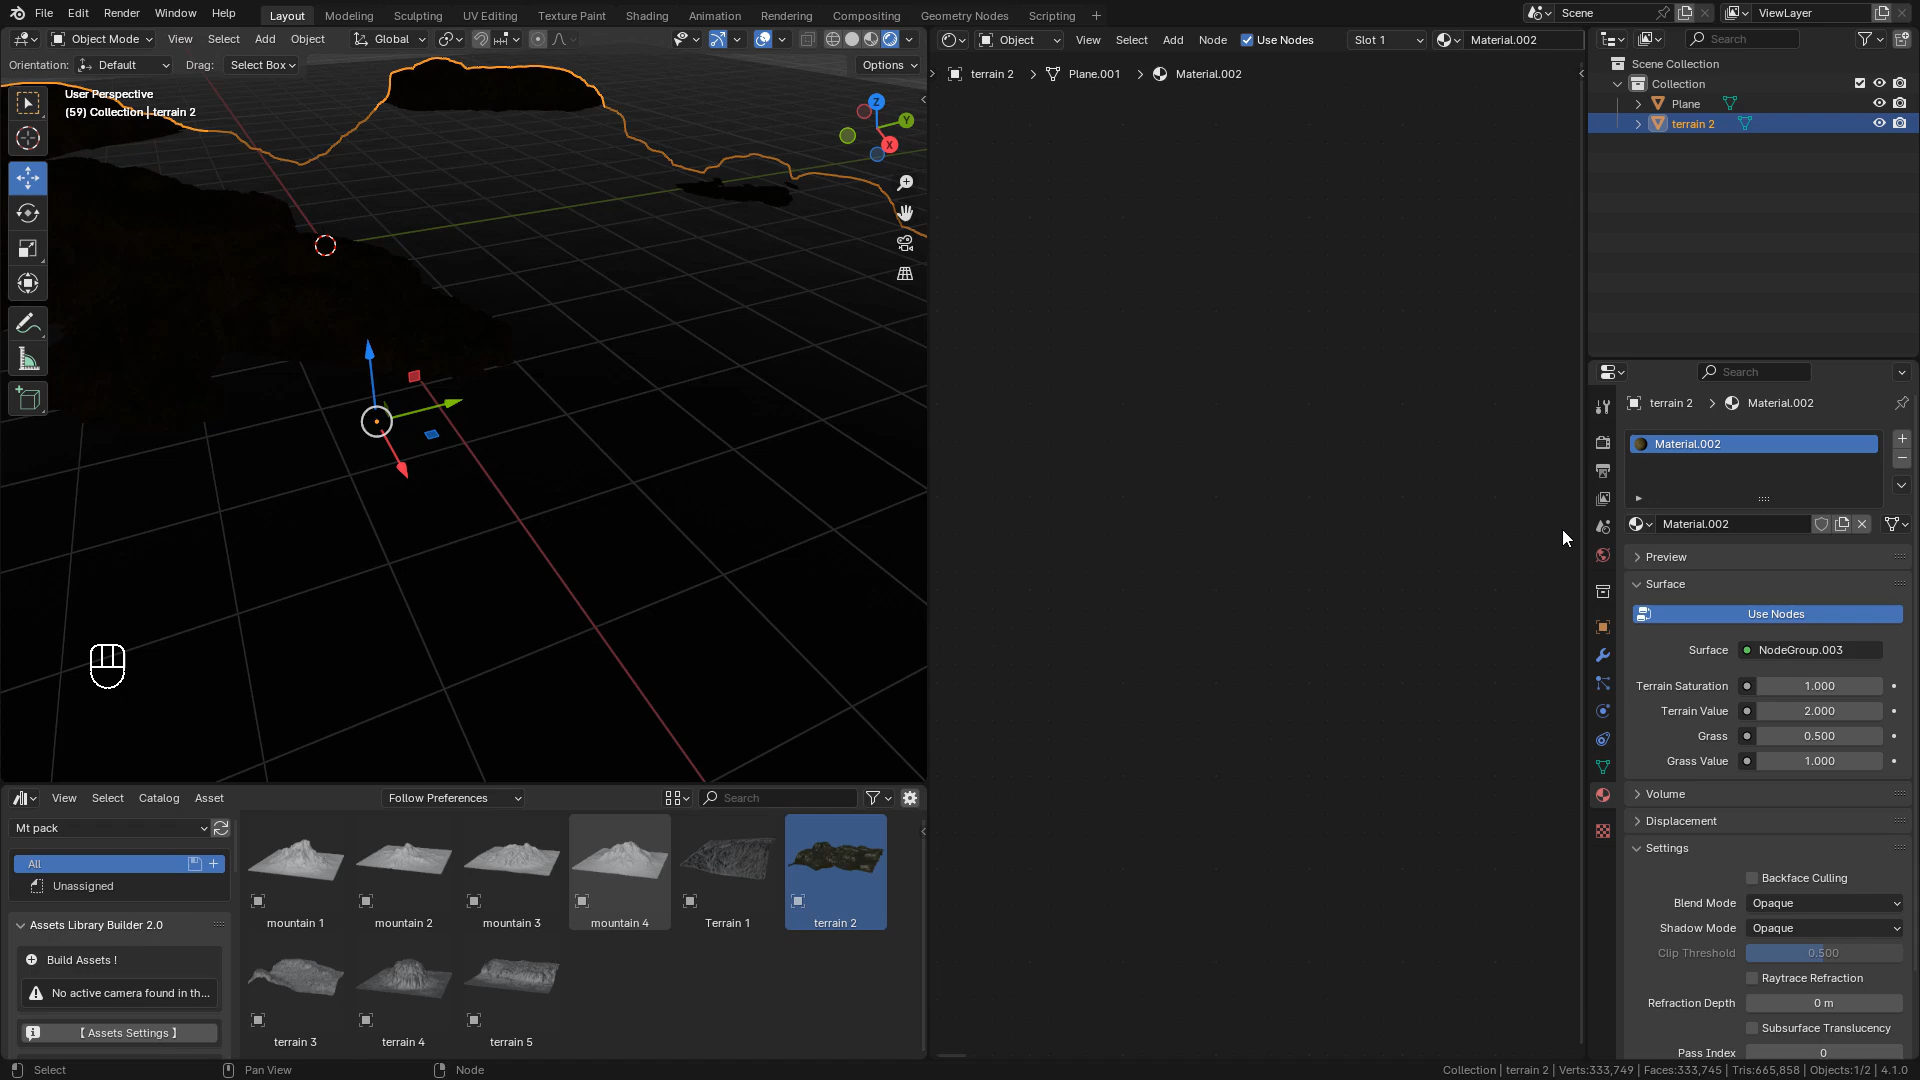 File Edit Render Window Help Layout Modeling Sculpting UV Editing Texture Paint Shading Animation Rendering Compositing Geometry Nodes Scripting Scene ViewLayer
Object Mode View Select Add Object Global
Orientation: Default Drag: Select Box Options
User Perspective
(59) Collection | terrain 2
Z
Y
X
Object View Select Add Node Use Nodes Slot 1 Material.002
terrain 2 Plane.001 Material.002
Search
Scene Collection
Collection
Plane
terrain 2
Search
terrain 2 Material.002
Material.002
Material.002
Preview
Surface
Use Nodes
Surface NodeGroup.003
Terrain Saturation 1.000
Terrain Value 2.000
Grass 0.500
Grass Value 1.000
Volume
Displacement
Settings
Backface Culling
Blend Mode Opaque
Shadow Mode Opaque
Clip Threshold 0.500
Raytrace Refraction
Refraction Depth 0 m
Subsurface Translucency
Pass Index 0
View Select Catalog Asset Follow Preferences Search
Mt pack
All
Unassigned
Assets Library Builder 2.0
Build Assets !
No active camera found in th...
【 Assets Settings 】
mountain 1 mountain 2 mountain 3 mountain 4 Terrain 1 terrain 2
terrain 3 terrain 4 terrain 5
Select Pan View Node Collection | terrain 2 | Verts:333,749 | Faces:333,745 | Tris:665,858 | Objects:1/2 | 4.1.0